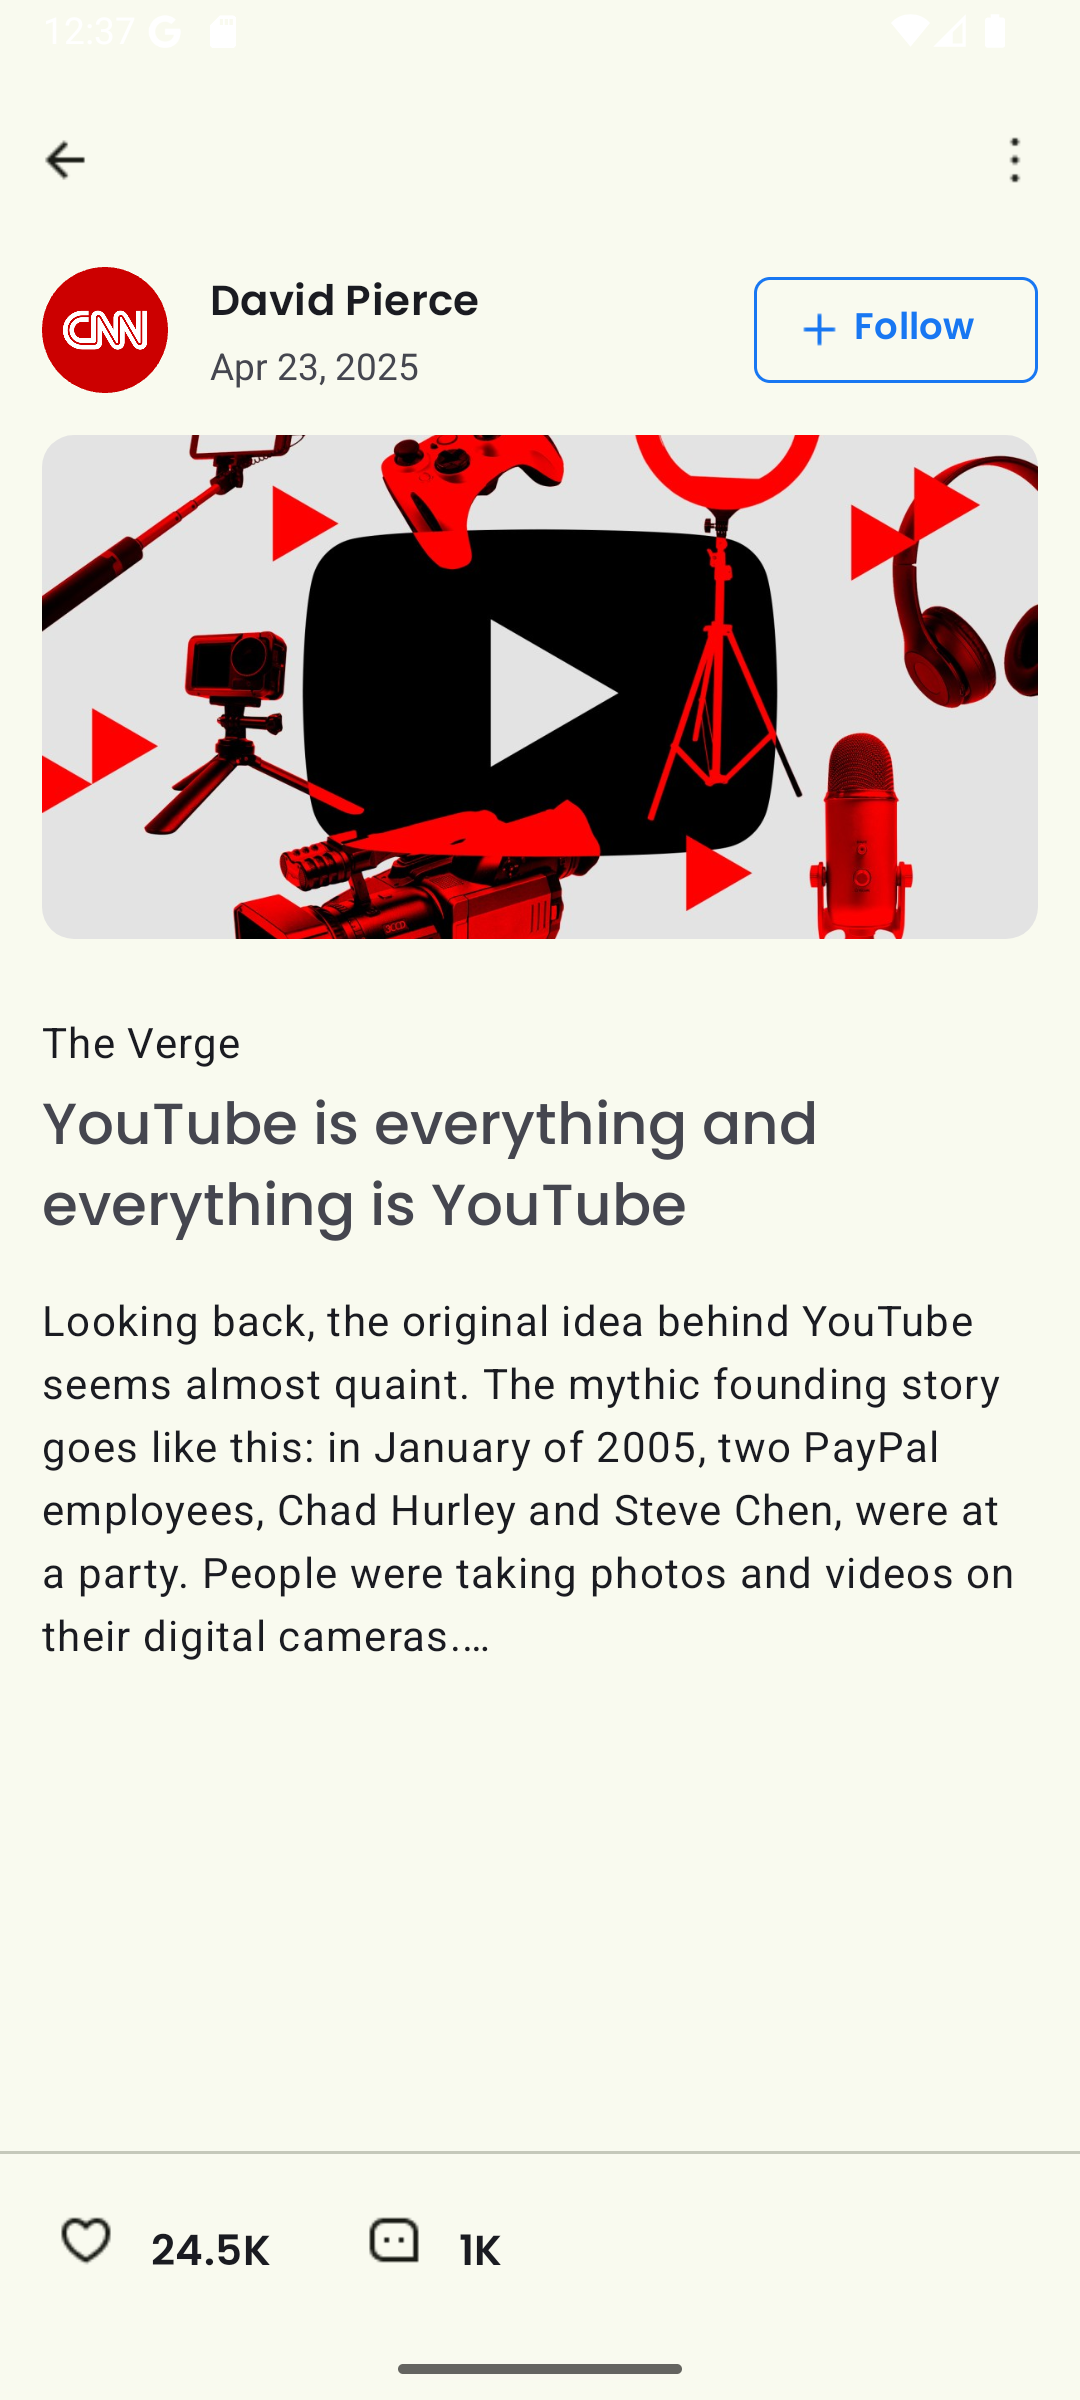 12:37
CNN
David Pierce
Apr 23, 2025
Follow
3CCD
The Verge
YouTube is everything and
everything is YouTube
Looking back, the original idea behind YouTube
seems almost quaint. The mythic founding story
goes like this: in January of 2005, two PayPal
employees, Chad Hurley and Steve Chen, were at
a party. People were taking photos and videos on
their digital cameras.…
24.5K
1K